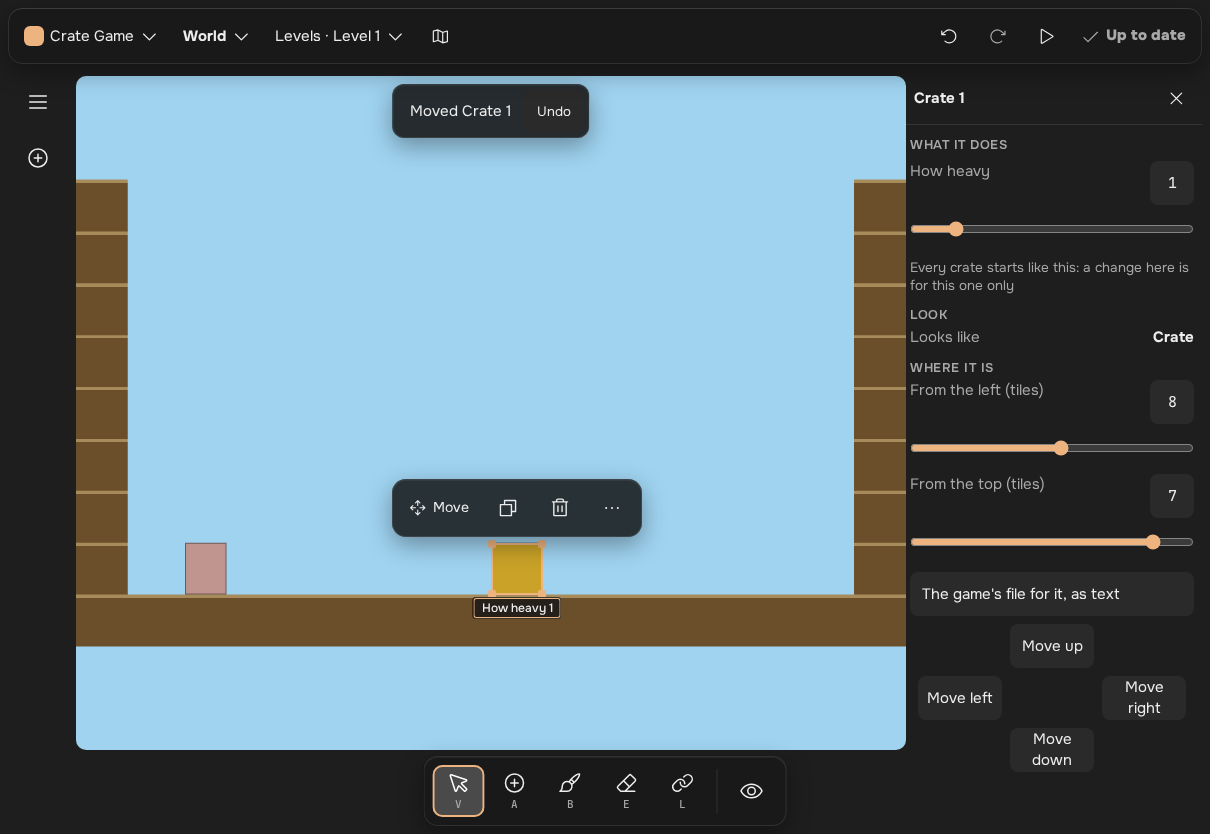 Crate Game
World
Levels · Level 1
Up to date
Moved Crate 1
Undo
Crate 1
WHAT IT DOES
How heavy
1
Every crate starts like this: a change here is
for this one only
LOOK
Looks like
Crate
WHERE IT IS
From the left (tiles)
8
From the top (tiles)
7
The game's file for it, as text
Move up
Move left
Move
right
Move
down
Move
How heavy 1
V
A
B
E
L